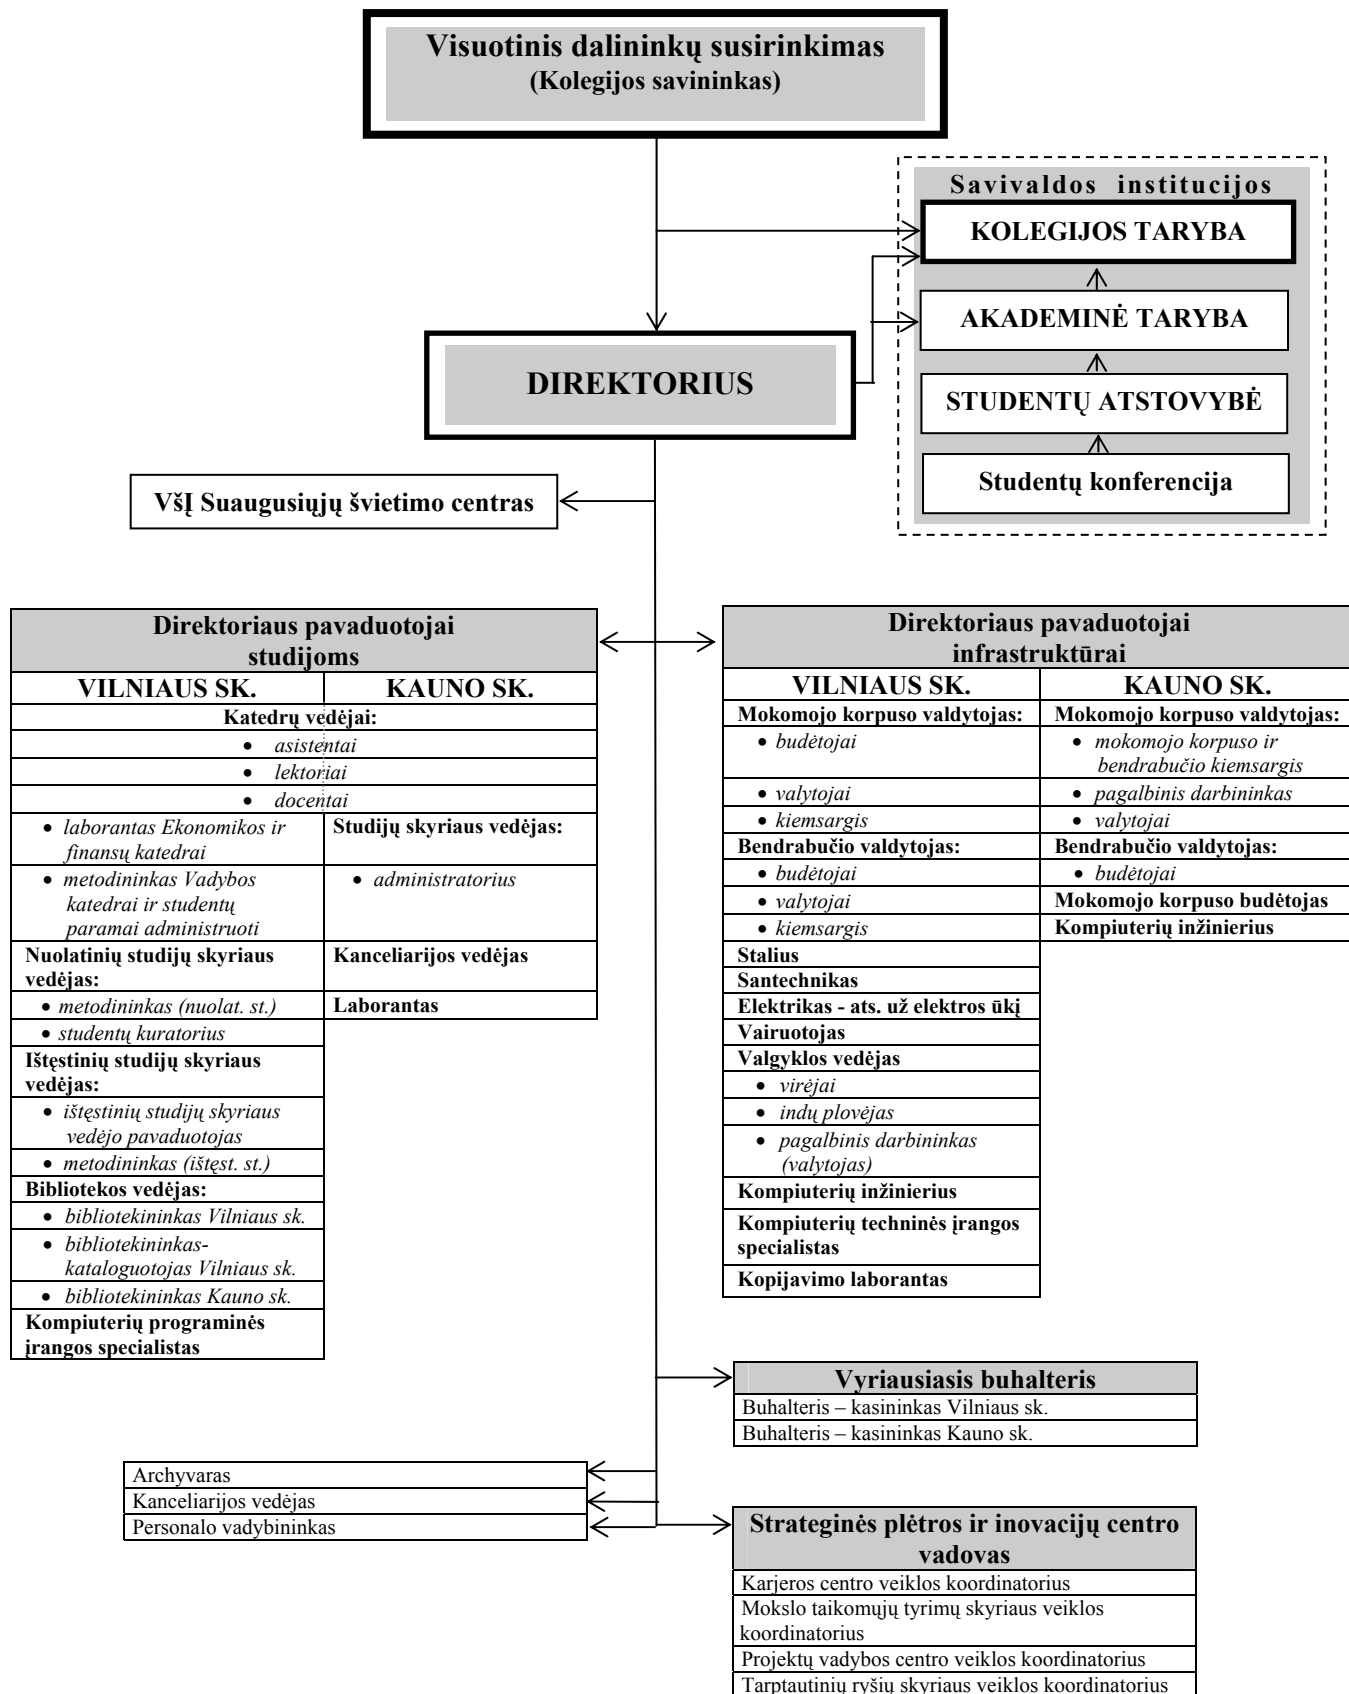 Visuotinis dalininkų susirinkimas
(Kolegijos savininkas)
Savivaldos institucijos
KOLEGIJOS TARYBA
AKADEMINĖ TARYBA
STUDENTŲ ATSTOVYBĖ
Studentų konferencija
DIREKTORIUS
VšĮ Suaugusiųjų švietimo centras
Direktoriaus pavaduotojai
studijoms
VILNIAUS SK.
KAUNO SK.
Katedrų vedėjai:
• asistentai
• lektoriai
• docentai
• laborantas Ekonomikos ir
finansų katedrai
Studijų skyriaus vedėjas:
• metodininkas Vadybos
katedrai ir studentų
paramai administruoti
• administratorius
Nuolatinių studijų skyriaus
vedėjas:
Kanceliarijos vedėjas
• metodininkas (nuolat. st.)
Laborantas
• studentų kuratorius
Ištęstinių studijų skyriaus
vedėjas:
• ištęstinių studijų skyriaus
vedėjo pavaduotojas
• metodininkas (ištęst. st.)
Bibliotekos vedėjas:
• bibliotekininkas Vilniaus sk.
• bibliotekininkas-
kataloguotojas Vilniaus sk.
• bibliotekininkas Kauno sk.
Kompiuterių programinės
įrangos specialistas
Direktoriaus pavaduotojai
infrastruktūrai
VILNIAUS SK.
KAUNO SK.
Mokomojo korpuso valdytojas:
Mokomojo korpuso valdytojas:
• budėtojai
• mokomojo korpuso ir
bendrabučio kiemsargis
• valytojai
• pagalbinis darbininkas
• kiemsargis
• valytojai
Bendrabučio valdytojas:
Bendrabučio valdytojas:
• budėtojai
• budėtojai
• valytojai
Mokomojo korpuso budėtojas
• kiemsargis
Kompiuterių inžinierius
Stalius
Santechnikas
Elektrikas - ats. už elektros ūkį
Vairuotojas
Valgyklos vedėjas
• virėjai
• indų plovėjas
• pagalbinis darbininkas
(valytojas)
Kompiuterių inžinierius
Kompiuterių techninės įrangos
specialistas
Kopijavimo laborantas
Vyriausiasis buhalteris
Buhalteris – kasininkas Vilniaus sk.
Buhalteris – kasininkas Kauno sk.
Archyvaras
Kanceliarijos vedėjas
Personalo vadybininkas
Strateginės plėtros ir inovacijų centro
vadovas
Karjeros centro veiklos koordinatorius
Mokslo taikomųjų tyrimų skyriaus veiklos
koordinatorius
Projektų vadybos centro veiklos koordinatorius
Tarptautinių ryšių skyriaus veiklos koordinatorius